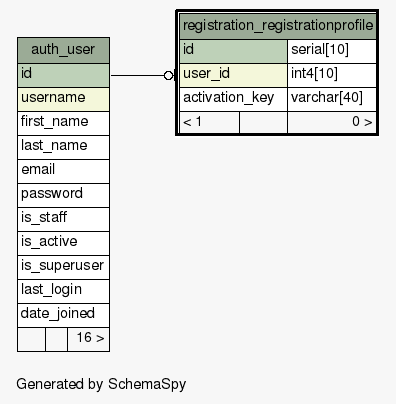 registration_registrationprofile
id serial[10]
user_id int4[10]
activation_key varchar[40]
< 1 0 >
auth_user
id
username
first_name
last_name
email
password
is_staff
is_active
is_superuser
last_login
date_joined
16 >
Generated by SchemaSpy